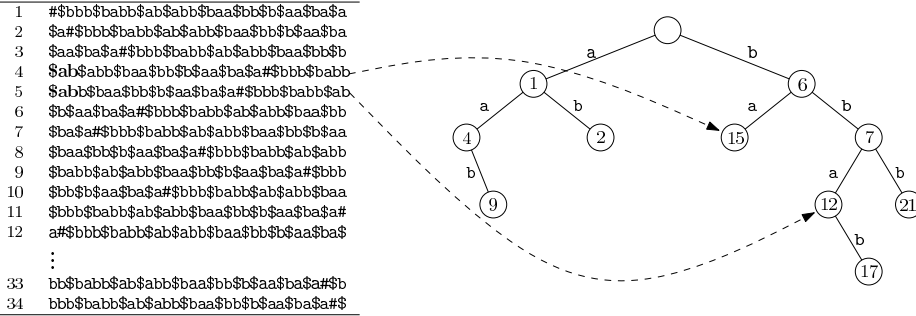 1 #$bbb$babb$ab$abb$baa$bb$b$aa$ba$a
2 $a#$bbb$babb$ab$abb$baa$bb$b$aa$ba
3 $aa$ba$a#$bbb$babb$ab$abb$baa$bb$b
4 $ab$abb$baa$bb$b$aa$ba$a#$bbb$babb
5 $abb$baa$bb$b$aa$ba$a#$bbb$babb$ab
6 $b$aa$ba$a#$bbb$babb$ab$abb$baa$bb
7 $ba$a#$bbb$babb$ab$abb$baa$bb$b$aa
8 $baa$bb$b$aa$ba$a#$bbb$babb$ab$abb
9 $babb$ab$abb$baa$bb$b$aa$ba$a#$bbb
10 $bb$b$aa$ba$a#$bbb$babb$ab$abb$baa
11 $bbb$babb$ab$abb$baa$bb$b$aa$ba$a#
12 a#$bbb$babb$ab$abb$baa$bb$b$aa$ba$
⋮
33 bb$babb$ab$abb$baa$bb$b$aa$ba$a#$b
34 bbb$babb$ab$abb$baa$bb$b$aa$ba$a#$
a b
1 6
a b a b
4 2 15 7
b a b
9 12 21
b
17